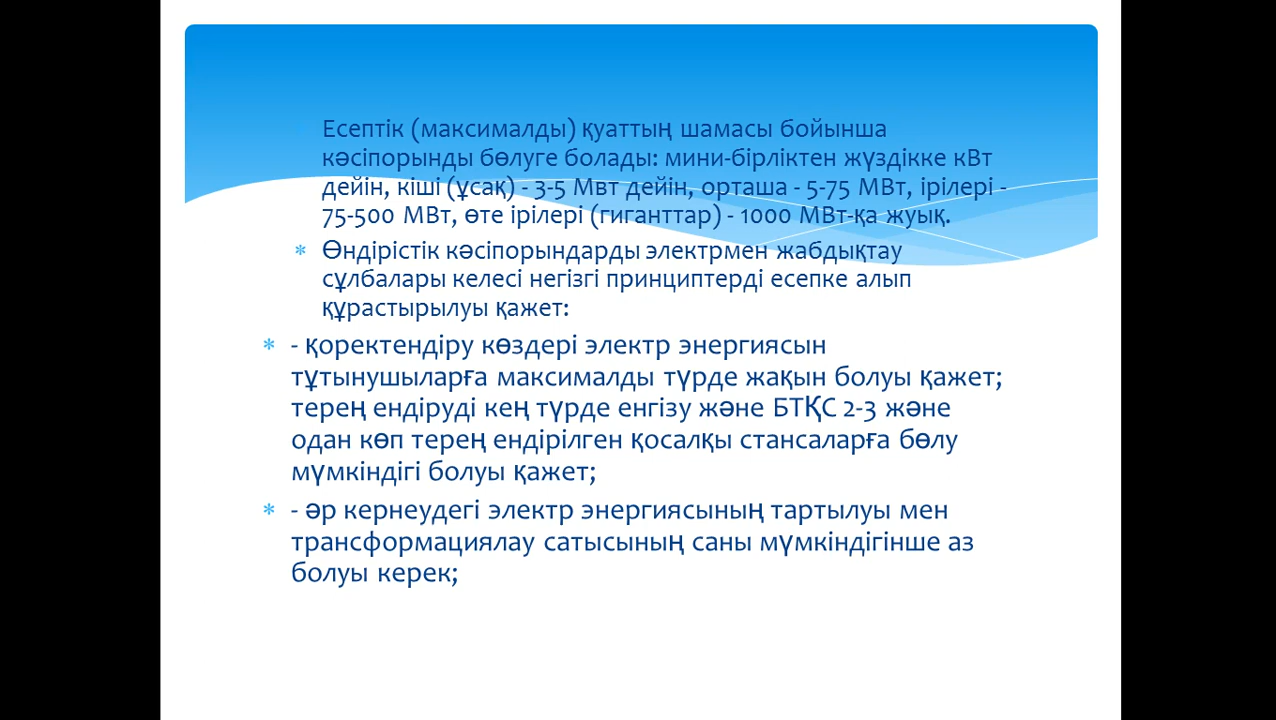 Есептік (максималды) қуаттың шамасы бойынша
кәсіпорынды бөлуге болады: мини-бірліктен жүздікке кВт
дейін, кіші (ұсақ) - 3-5 Мвт дейін, орташа - 5-75 МВт, ірілері -
75-500 МВт, өте ірілері (гиганттар) - 1000 МВт-қа жуық.
* Өндірістік кәсіпорындарды электрмен жабдықтау
сұлбалары келесі негізгі принциптерді есепке алып
құрастырылуы қажет:
* - қоректендіру көздері электр энергиясын
тұтынушыларға максималды түрде жақын болуы қажет;
терең ендіруді кең түрде енгізу және БТҚС 2-3 және
одан көп терең ендірілген қосалқы стансаларға бөлу
мүмкіндігі болуы қажет;
* - әр кернеудегі электр энергиясының тартылуы мен
трансформациялау сатысының саны мүмкіндігінше аз
болуы керек;